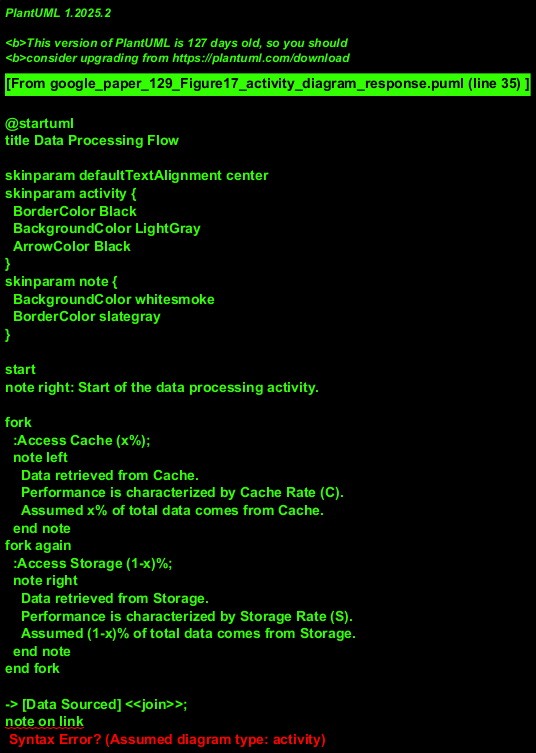 PlantUML 1.2025.2
<b>This version of PlantUML is 127 days old, so you should
<b>consider upgrading from https://plantuml.com/download
[From google_paper_129_Figure17_activity_diagram_response.puml (line 35) ]
@startuml
title Data Processing Flow
skinparam defaultTextAlignment center
skinparam activity {
BorderColor Black
BackgroundColor LightGray
ArrowColor Black
}
skinparam note {
BackgroundColor whitesmoke
BorderColor slategray
}
start
note right: Start of the data processing activity.
fork
:Access Cache (x%);
note left
Data retrieved from Cache.
Performance is characterized by Cache Rate (C).
Assumed x% of total data comes from Cache.
end note
fork again
:Access Storage (1-x)%;
note right
Data retrieved from Storage.
Performance is characterized by Storage Rate (S).
Assumed (1-x)% of total data comes from Storage.
end note
end fork
-> [Data Sourced] <<join>>;
note on link
Syntax Error? (Assumed diagram type: activity)